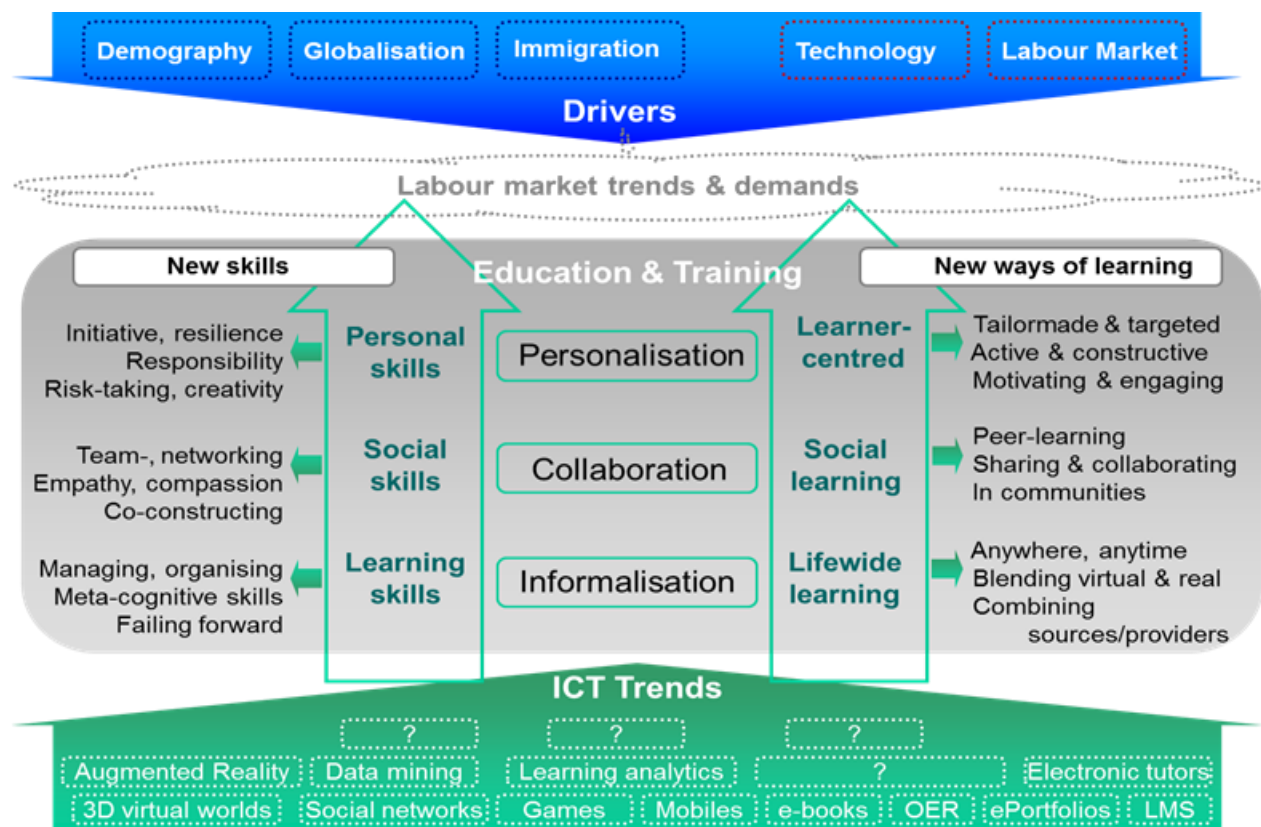 Demography
Globalisation
Immigration
Technology
Labour Market
Drivers
Labour market trends & demands
New skills
Education & Training
New ways of learning
Initiative, resilience
Responsibility
Risk-taking, creativity
Personal
skills
Personalisation
Learner-
centred
Tailormade & targeted
Active & constructive
Motivating & engaging
Team-, networking
Empathy, compassion
Co-constructing
Social
skills
Collaboration
Social
learning
Peer-learning
Sharing & collaborating
In communities
Managing, organising
Meta-cognitive skills
Failing forward
Learning
skills
Informalisation
Lifewide
learning
Anywhere, anytime
Blending virtual & real
Combining
sources/providers
ICT Trends
?
?
?
Augmented Reality
Data mining
Learning analytics
?
Electronic tutors
3D virtual worlds
Social networks
Games
Mobiles
e-books
OER
ePortfolios
LMS